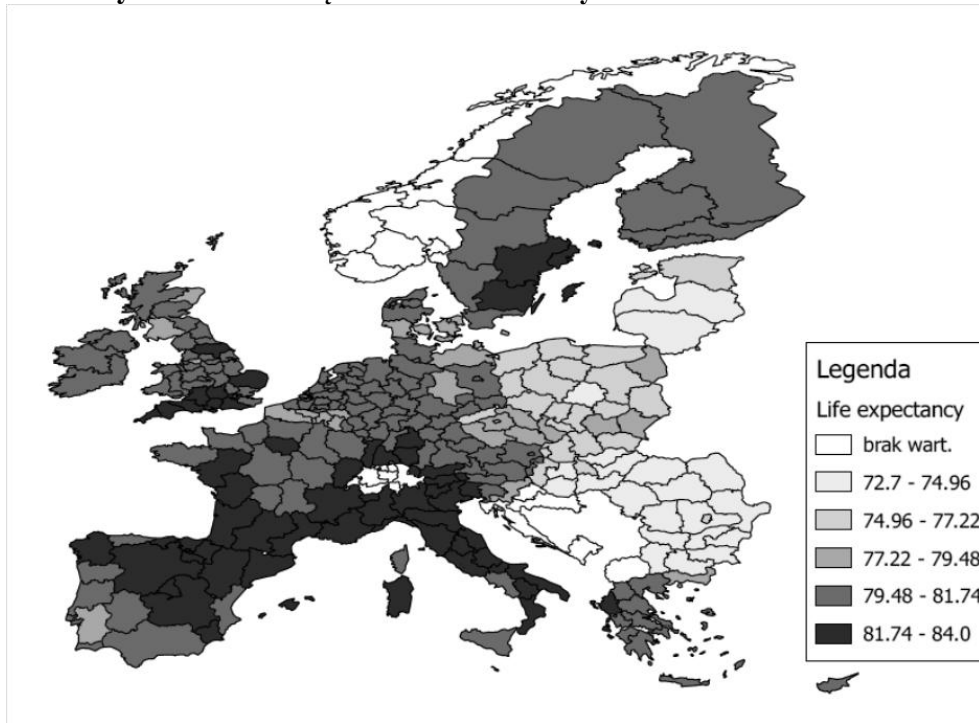 Legenda
Life expectancy
brak wart.
72.7 - 74.96
74.96 - 77.22
77.22 - 79.48
79.48 - 81.74
81.74 - 84.0